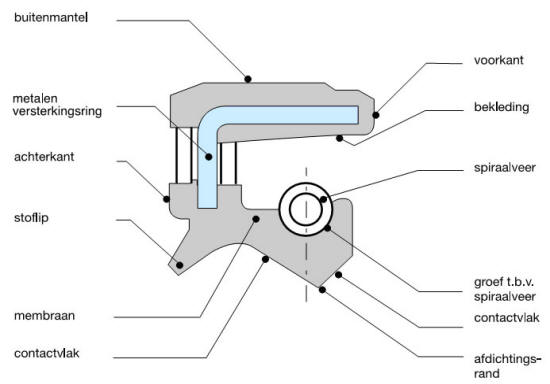 buitenmantel
metalen
versterkingsring
achterkant
stoflip
membraan
contactvlak
voorkant
bekleding
spiraalveer
groef t.b.v.
spiraalveer
contactvlak
afdichtings-
rand